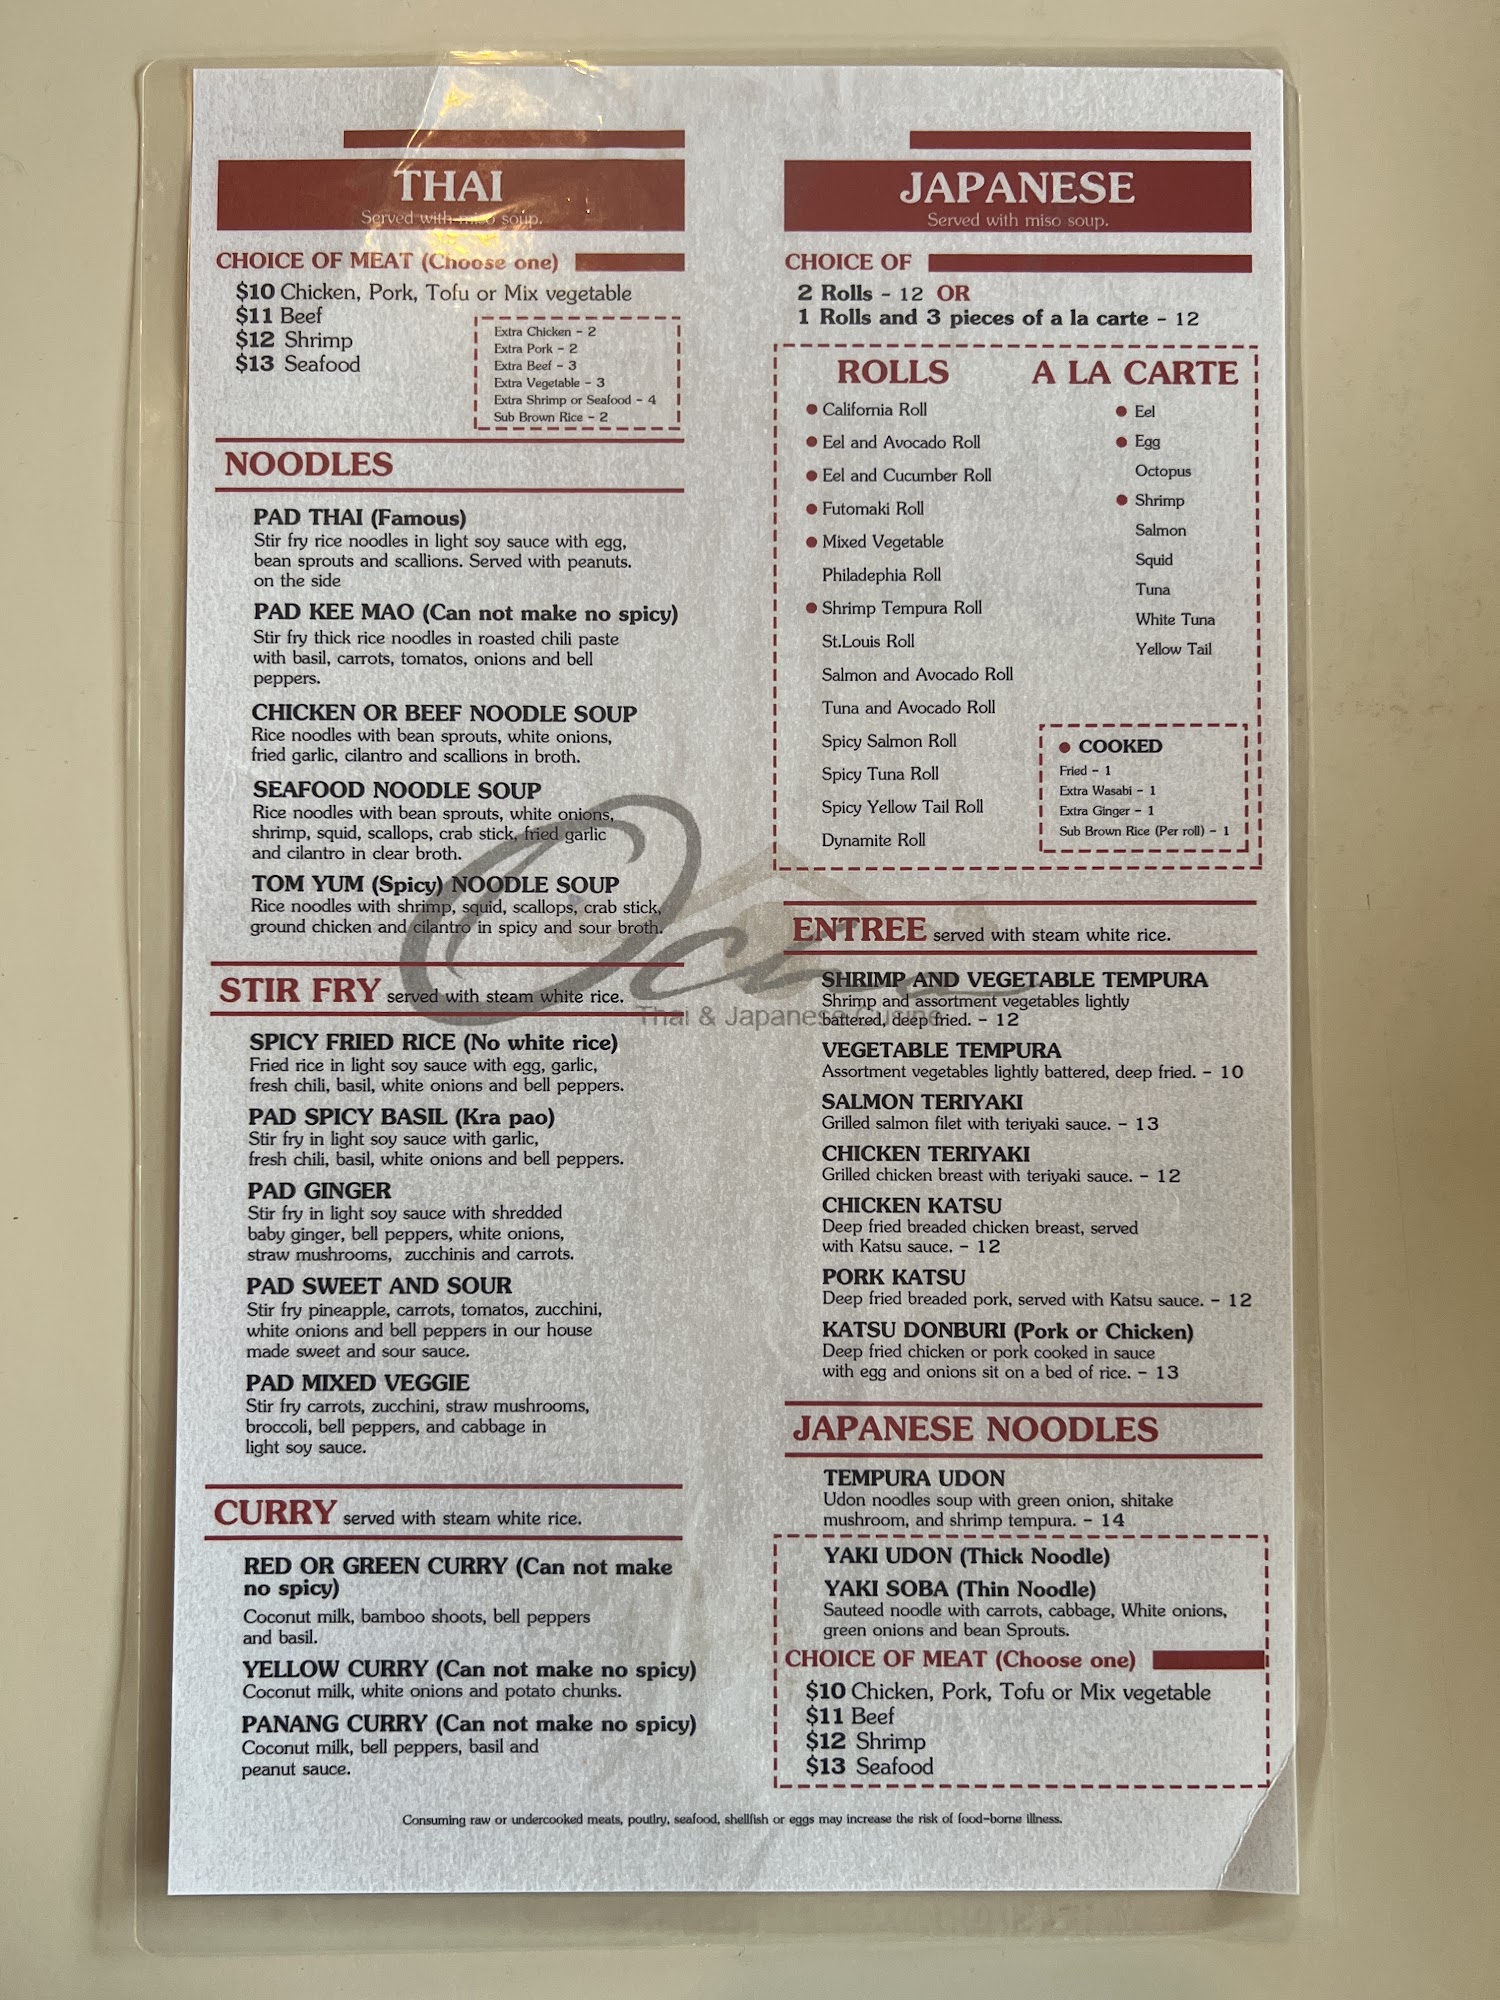 THAI
Served with miso soup.
CHOICE OF MEAT (Choose one)
$10 Chicken, Pork, Tofu or Mix vegetable
$11 Beef
$12 Shrimp
$13 Seafood
Extra Chicken - 2
Extra Pork - 2
Extra Beef - 3
Extra Vegetable - 3
Extra Shrimp or Seafood - 4
Sub Brown Rice - 2
NOODLES
PAD THAI (Famous)
Stir fry rice noodles in light soy sauce with egg,
bean sprouts and scallions. Served with peanuts.
on the side
PAD KEE MAO (Can not make no spicy)
Stir fry thick rice noodles in roasted chili paste
with basil, carrots, tomatos, onions and bell
peppers.
CHICKEN OR BEEF NOODLE SOUP
Rice noodles with bean sprouts, white onions,
fried garlic, cilantro and scallions in broth.
SEAFOOD NOODLE SOUP
Rice noodles with bean sprouts, white onions,
shrimp, squid, scallops, crab stick, fried garlic
and cilantro in clear broth.
TOM YUM (Spicy) NOODLE SOUP
Rice noodles with shrimp, squid, scallops, crab stick,
ground chicken and cilantro in spicy and sour broth.
STIR FRY served with steam white rice.
SPICY FRIED RICE (No white rice)
Fried rice in light soy sauce with egg, garlic,
fresh chili, basil, white onions and bell peppers.
PAD SPICY BASIL (Kra pao)
Stir fry in light soy sauce with garlic,
fresh chili, basil, white onions and bell peppers.
PAD GINGER
Stir fry in light soy sauce with shredded
baby ginger, bell peppers, white onions,
straw mushrooms, zucchinis and carrots.
PAD SWEET AND SOUR
Stir fry pineapple, carrots, tomatos, zucchini,
white onions and bell peppers in our house
made sweet and sour sauce.
PAD MIXED VEGGIE
Stir fry carrots, zucchini, straw mushrooms,
broccoli, bell peppers, and cabbage in
light soy sauce.
CURRY served with steam white rice.
RED OR GREEN CURRY (Can not make
no spicy)
Coconut milk, bamboo shoots, bell peppers
and basil.
YELLOW CURRY (Can not make no spicy)
Coconut milk, white onions and potato chunks.
PANANG CURRY (Can not make no spicy)
Coconut milk, bell peppers, basil and
peanut sauce.
JAPANESE
Served with miso soup.
CHOICE OF
2 Rolls - 12 OR
1 Rolls and 3 pieces of a la carte - 12
ROLLS
California Roll
Eel and Avocado Roll
Eel and Cucumber Roll
Futomaki Roll
Mixed Vegetable
Philadephia Roll
Shrimp Tempura Roll
St.Louis Roll
Salmon and Avocado Roll
Tuna and Avocado Roll
Spicy Salmon Roll
Spicy Tuna Roll
Spicy Yellow Tail Roll
Dynamite Roll
A LA CARTE
Eel
Egg
Octopus
Shrimp
Salmon
Squid
Tuna
White Tuna
Yellow Tail
COOKED
Fried - 1
Extra Wasabi - 1
Extra Ginger - 1
Sub Brown Rice (Per roll) - 1
ENTREE served with steam white rice.
SHRIMP AND VEGETABLE TEMPURA
Shrimp and assortment vegetables lightly
battered, deep fried. - 12
VEGETABLE TEMPURA
Assortment vegetables lightly battered, deep fried. - 10
SALMON TERIYAKI
Grilled salmon filet with teriyaki sauce. - 13
CHICKEN TERIYAKI
Grilled chicken breast with teriyaki sauce. - 12
CHICKEN KATSU
Deep fried breaded chicken breast, served
with Katsu sauce. - 12
PORK KATSU
Deep fried breaded pork, served with Katsu sauce. - 12
KATSU DONBURI (Pork or Chicken)
Deep fried chicken or pork cooked in sauce
with egg and onions sit on a bed of rice. - 13
JAPANESE NOODLES
TEMPURA UDON
Udon noodles soup with green onion, shitake
mushroom, and shrimp tempura. - 14
YAKI UDON (Thick Noodle)
YAKI SOBA (Thin Noodle)
Sauteed noodle with carrots, cabbage, White onions,
green onions and bean Sprouts.
CHOICE OF MEAT (Choose one)
$10 Chicken, Pork, Tofu or Mix vegetable
$11 Beef
$12 Shrimp
$13 Seafood
Thai & Japanese Cuisine
Consuming raw or undercooked meats, poutlry, seafood, shellfish or eggs may increase the risk of food-borne illness.